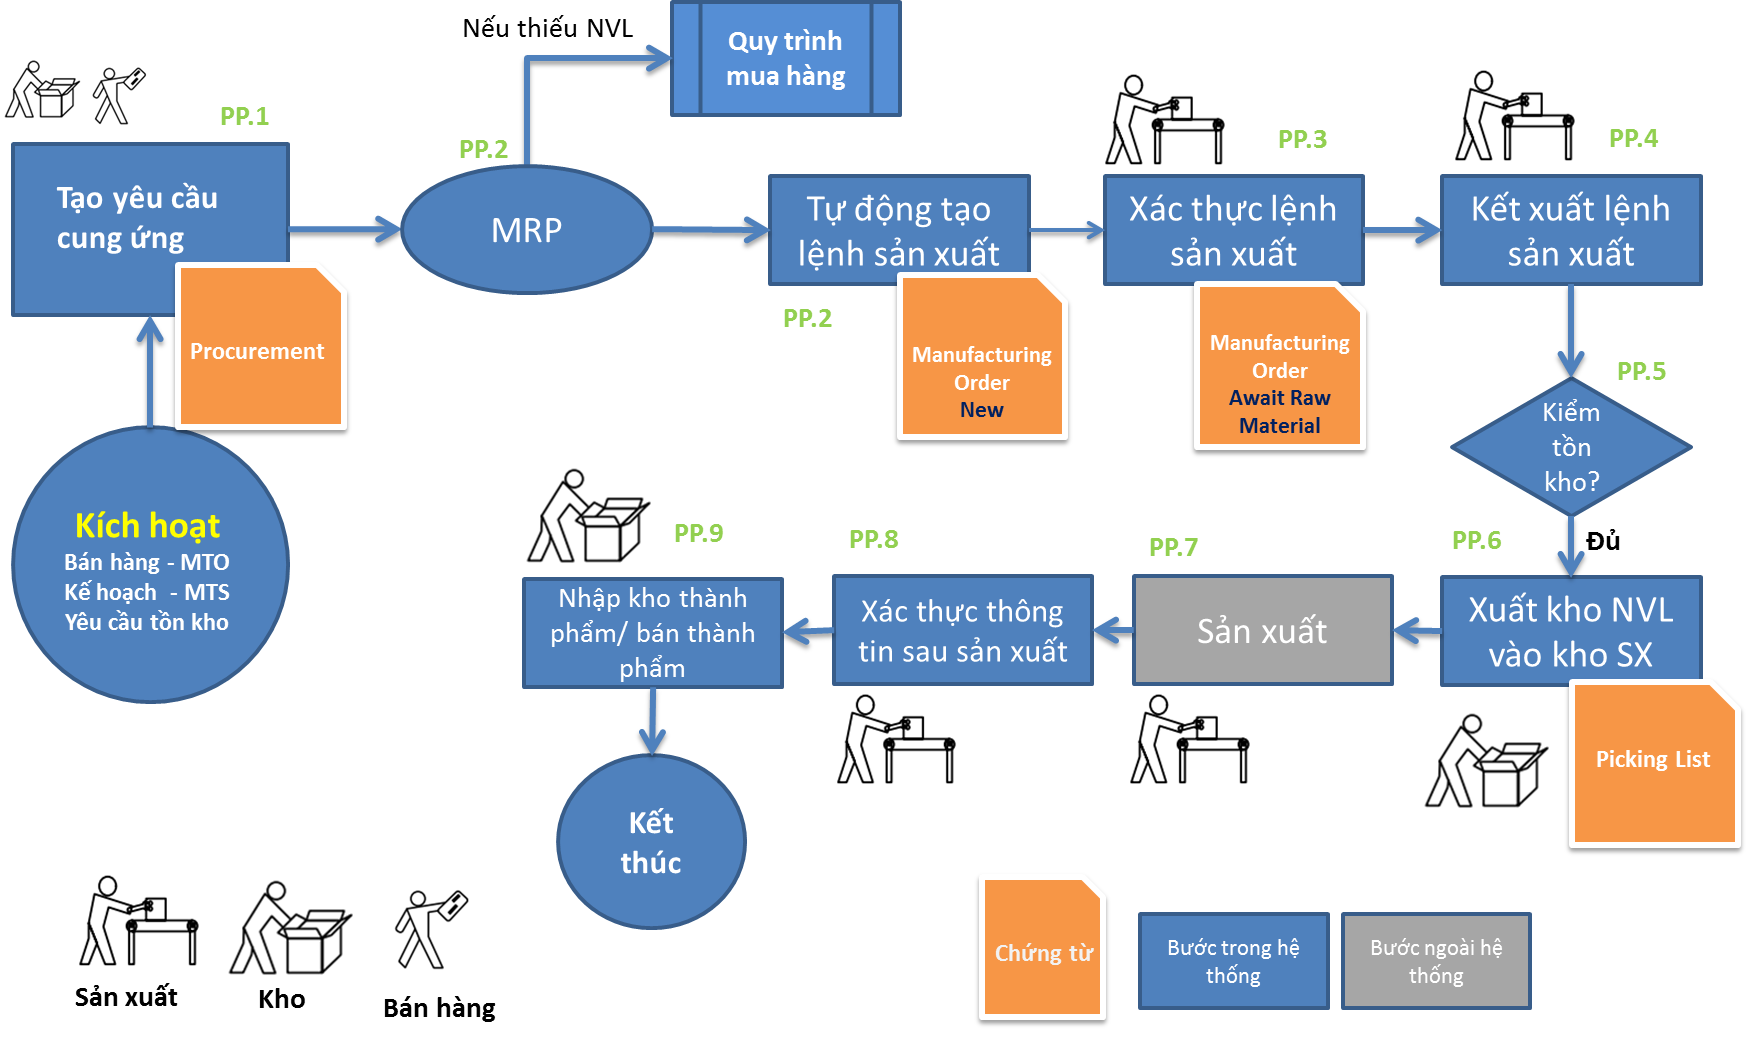 Nếu thiếu NVL
Quy trình
mua hàng
PP.1
PP.2
PP.3
PP.4
Tạo yêu cầu
cung ứng
MRP
Tự động tạo
lệnh sản xuất
Xác thực lệnh
sản xuất
Kết xuất lệnh
sản xuất
Procurement
PP.2
Manufacturing
Order
New
Manufacturing
Order
Await Raw
Material
PP.5
Kiểm
tồn
kho?
Kích hoạt
Bán hàng - MTO
Kế hoạch - MTS
Yêu cầu tồn kho
PP.9
PP.8
PP.7
PP.6
Đủ
Nhập kho thành
phẩm/ bán thành
phẩm
Xác thực thông
tin sau sản xuất
Sản xuất
Xuất kho NVL
vào kho SX
Picking List
Kết
thúc
Sản xuất
Kho
Bán hàng
Chứng từ
Bước trong hệ
thống
Bước ngoài hệ
thống